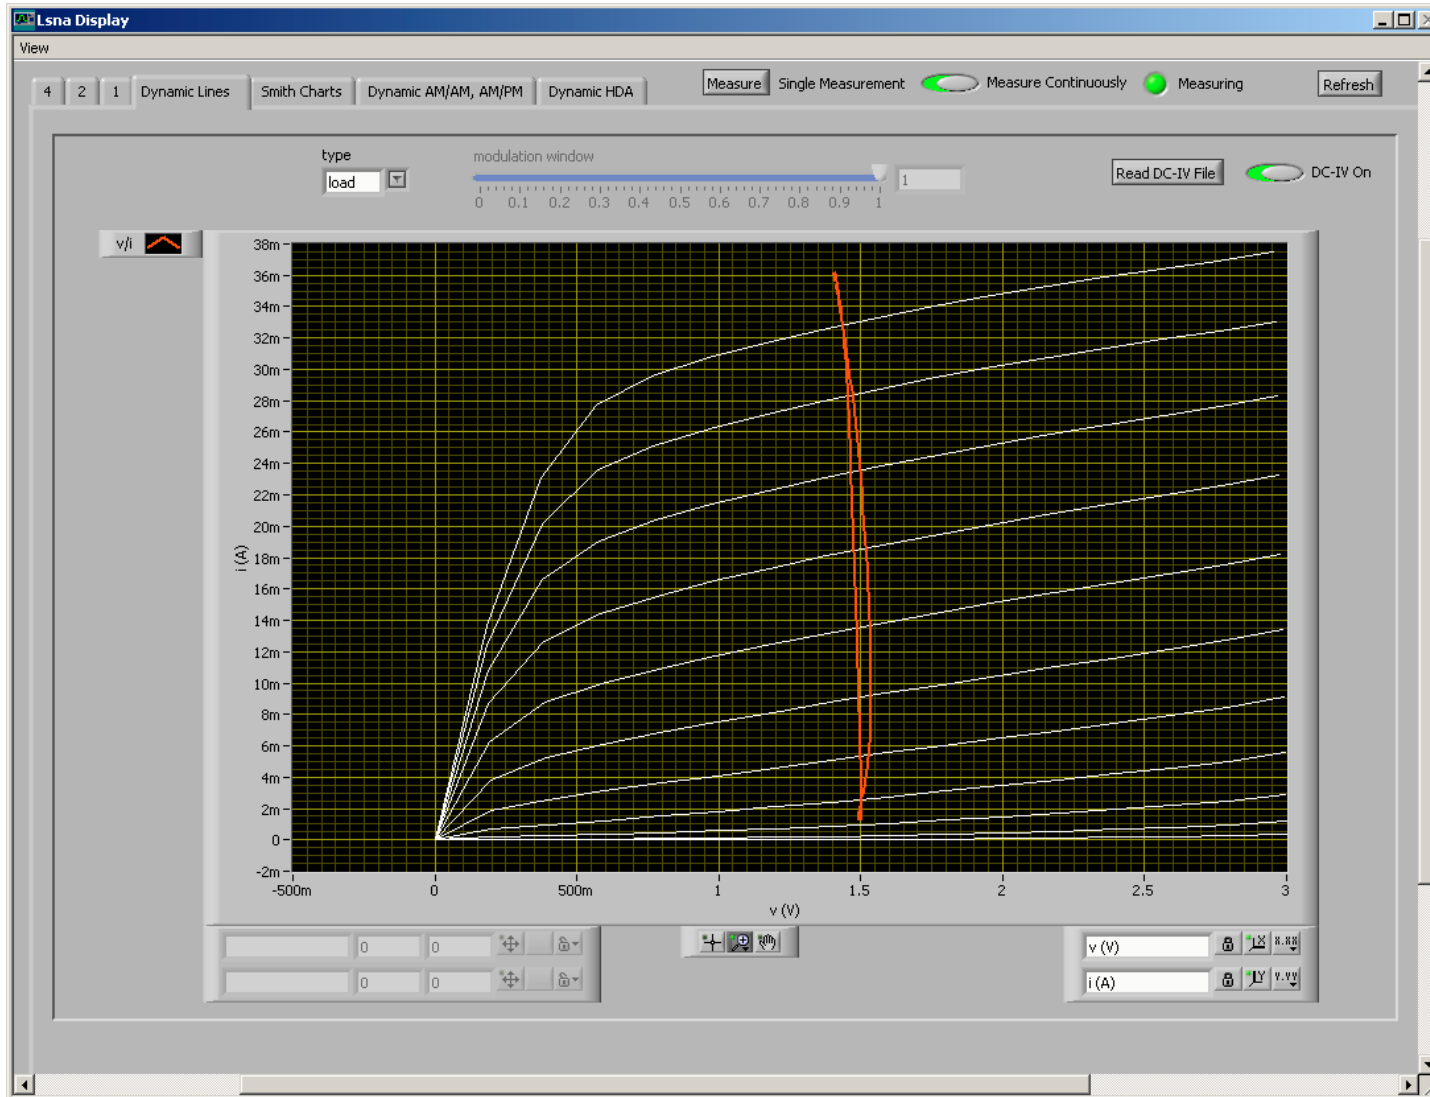 Lsna Display
View
4 2 1 Dynamic Lines Smith Charts Dynamic AM/AM, AM/PM Dynamic HDA Measure Single Measurement Measure Continuously Measuring Refresh
type modulation window
load 1 Read DC-IV File DC-IV On
0 0.1 0.2 0.3 0.4 0.5 0.6 0.7 0.8 0.9 1
v/i
38m
36m
34m
32m
30m
28m
26m
24m
22m
20m
i (A)
18m
16m
14m
12m
10m
8m
6m
4m
2m
0
-2m
-500m 0 500m 1 1.5 2 2.5 3
v (V)
0 0 v (V) X X.XX
0 0 i (A) Y Y.YY